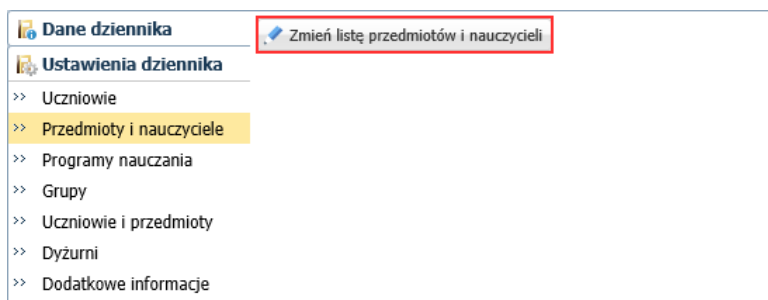 Dane dziennika
Zmień listę przedmiotów i nauczycieli
Ustawienia dziennika
>> Uczniowie
>> Przedmioty i nauczyciele
>> Programy nauczania
>> Grupy
>> Uczniowie i przedmioty
>> Dyżurni
>> Dodatkowe informacje